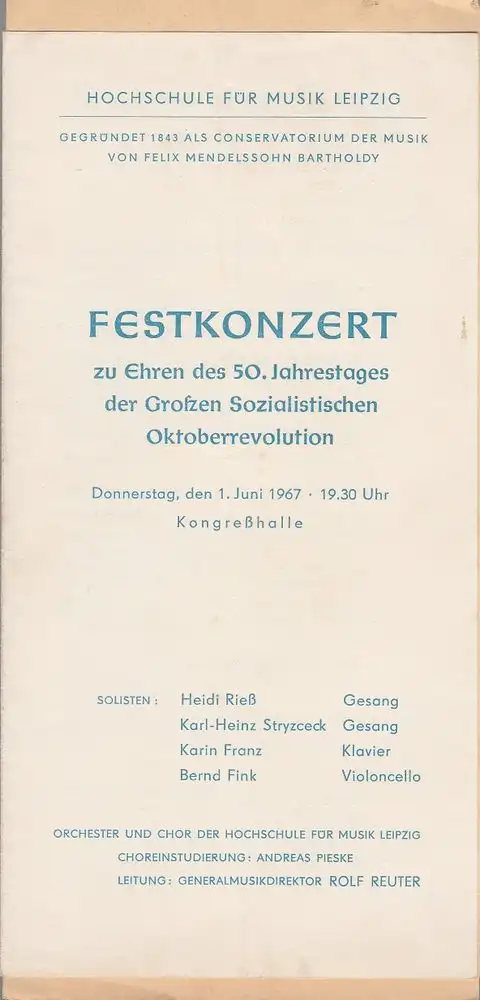 HOCHSCHULE FÜR MUSIK LEIPZIG
GEGRÜNDET 1843 ALS CONSERVATORIUM DER MUSIK
VON FELIX MENDELSSOHN BARTHOLDY
FESTKONZERT
zu Ehren des 50. Jahrestages
der Großen Sozialistischen
Oktoberrevolution
Donnerstag, den 1. Juni 1967 · 19.30 Uhr
Kongreßhalle
SOLISTEN: Heidi Rieß Gesang
Karl-Heinz Stryzceck Gesang
Karin Franz Klavier
Bernd Fink Violoncello
ORCHESTER UND CHOR DER HOCHSCHULE FÜR MUSIK LEIPZIG
CHOREINSTUDIERUNG: ANDREAS PIESKE
LEITUNG: GENERALMUSIKDIREKTOR ROLF REUTER